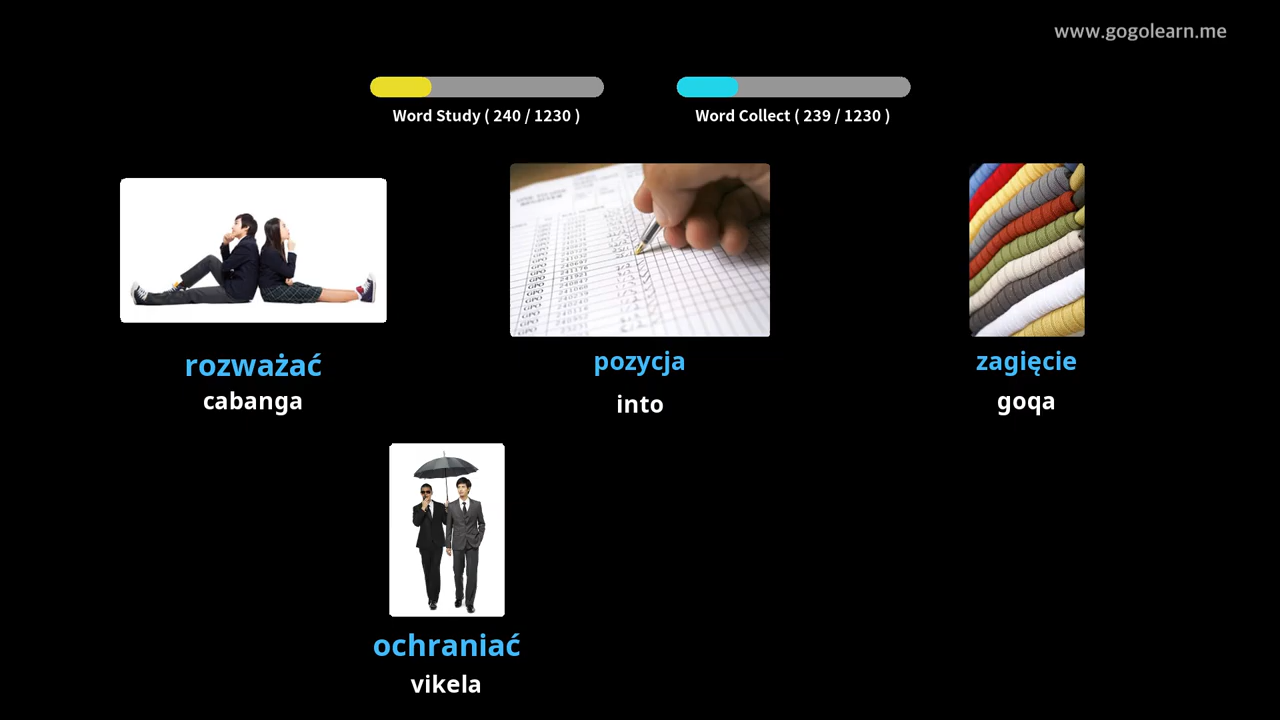 www.gogolearn.me
Word Study ( 240 / 1230 )
Word Collect ( 239 / 1230 )
rozważać
cabanga
pozycja
into
zagięcie
goqa
ochraniać
vikela